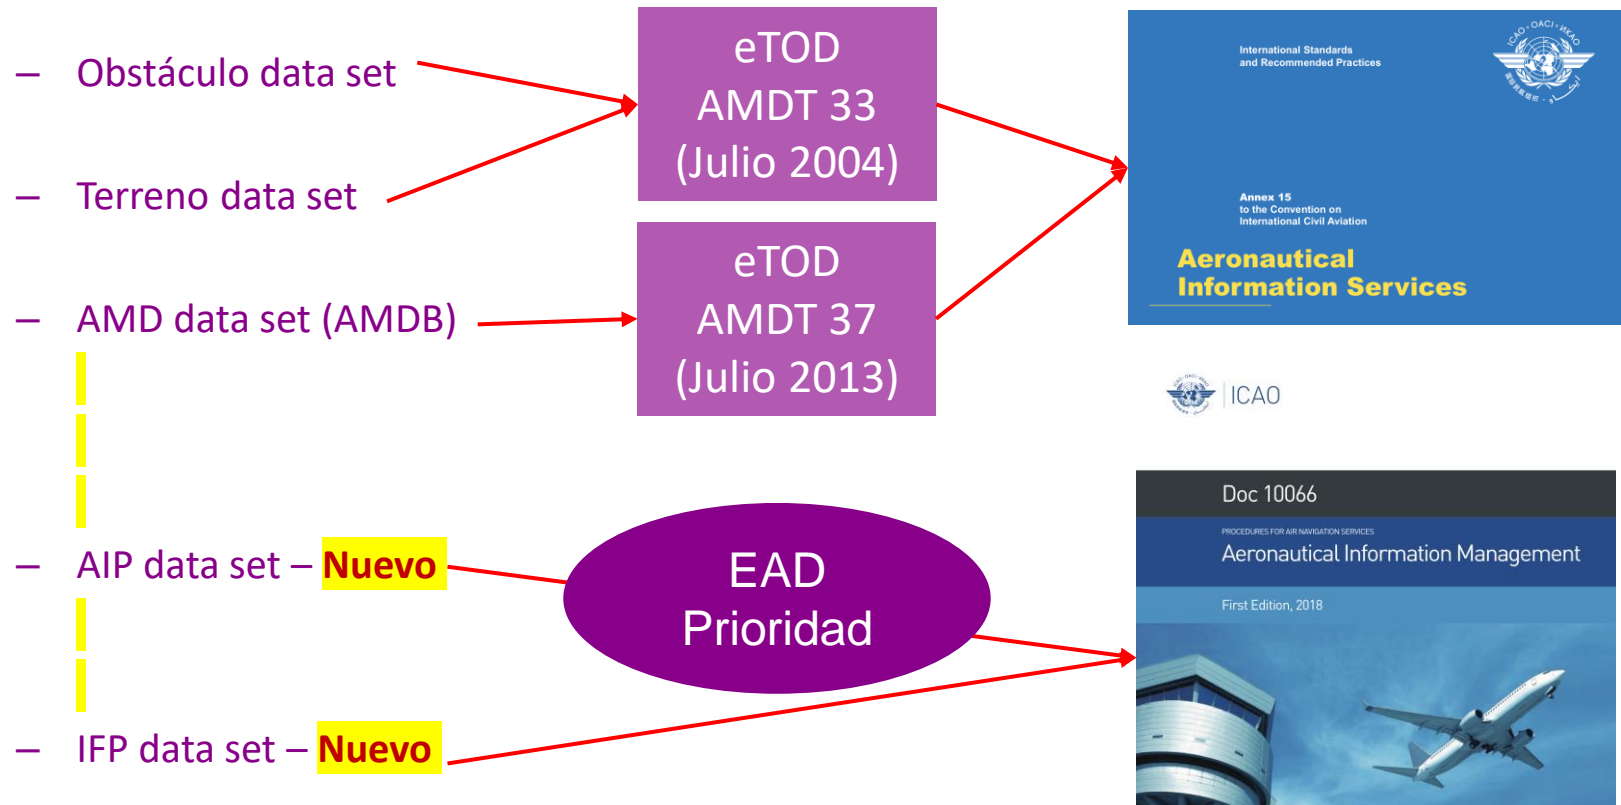 – Obstáculo data set
– Terreno data set
– AMD data set (AMDB)
– AIP data set – Nuevo
– IFP data set – Nuevo
eTOD
AMDT 33
(Julio 2004)
eTOD
AMDT 37
(Julio 2013)
EAD
Prioridad
International Standards
and Recommended Practices
Annex 15
to the Convention on
International Civil Aviation
Aeronautical
Information Services
ICAO
Doc 10066
PROCEDURES FOR AIR NAVIGATION SERVICES
Aeronautical Information Management
First Edition, 2018